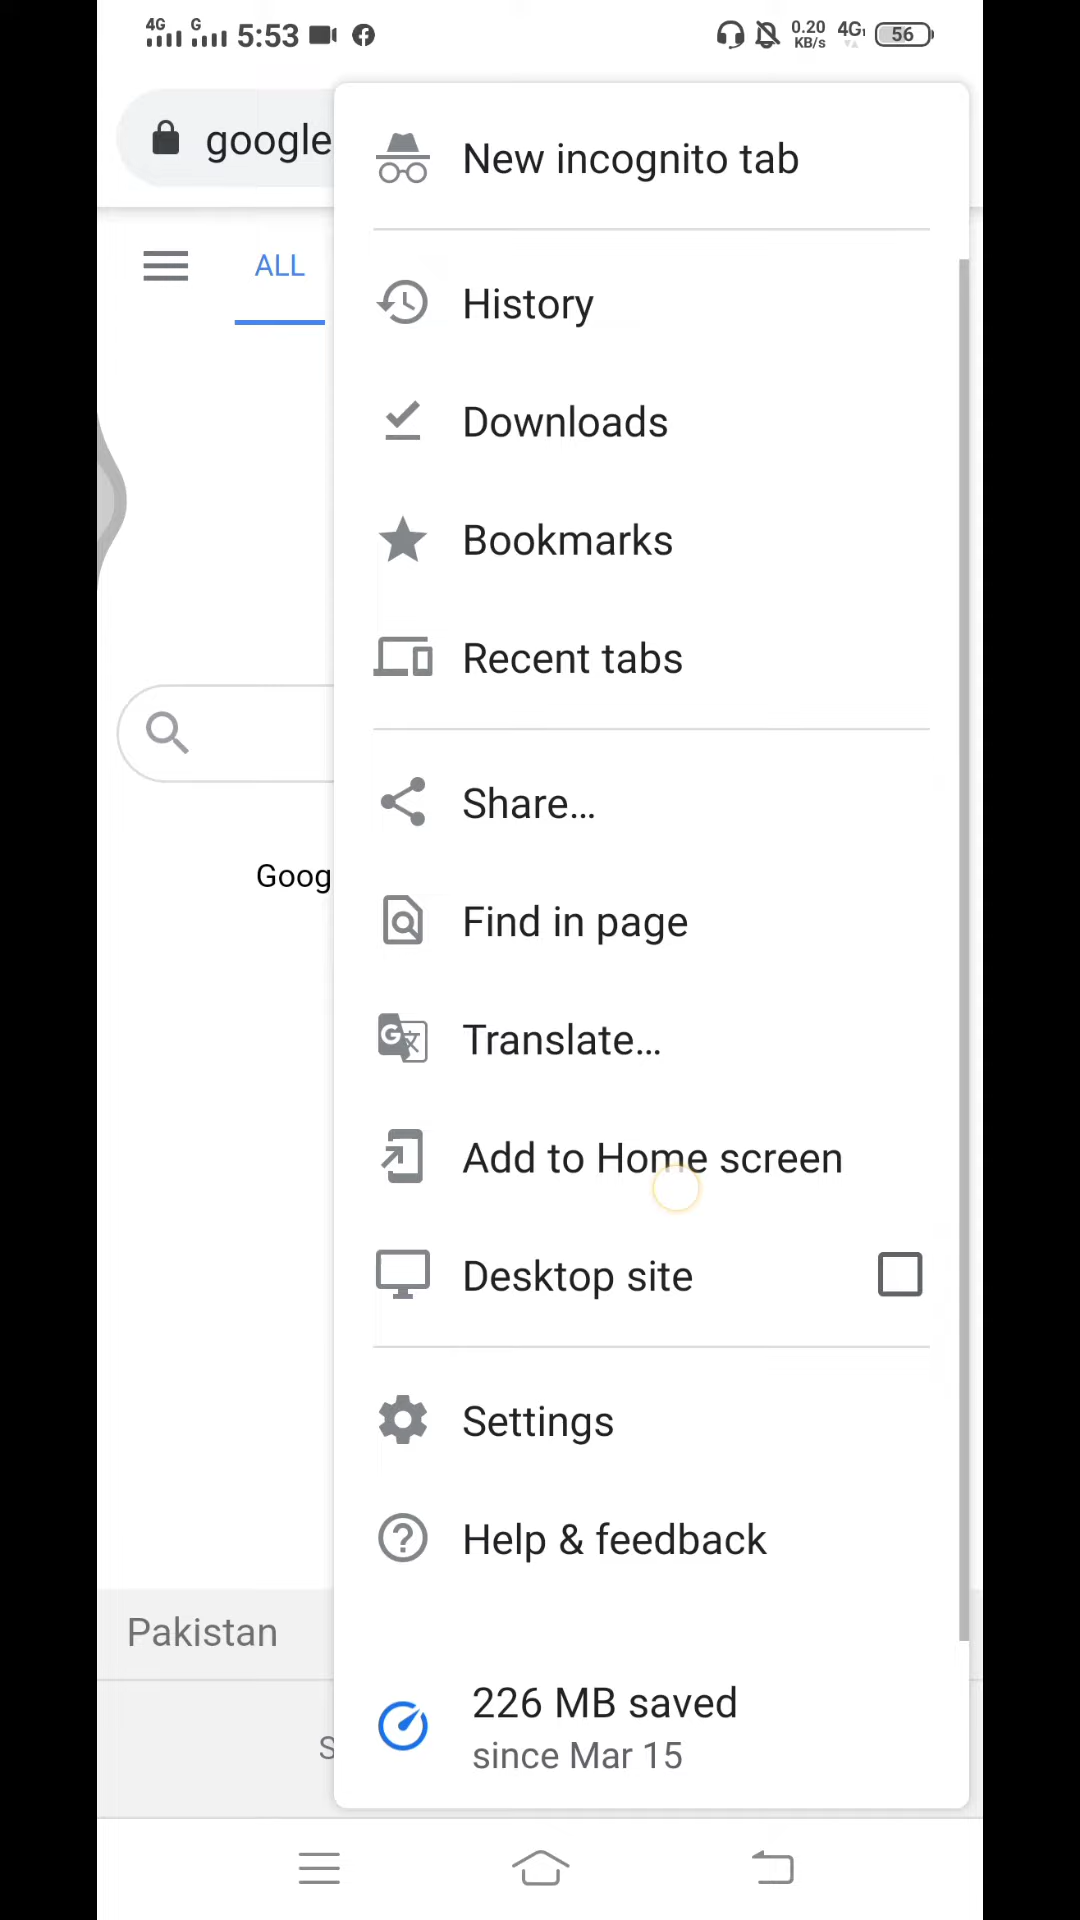 4G G 5:53 0.20 KB/s 4G 56
google
New incognito tab
ALL
History
Downloads
Bookmarks
Recent tabs
Share...
Goog
Find in page
Translate...
Add to Home screen
Desktop site
Settings
Help & feedback
Pakistan
226 MB saved
S
since Mar 15